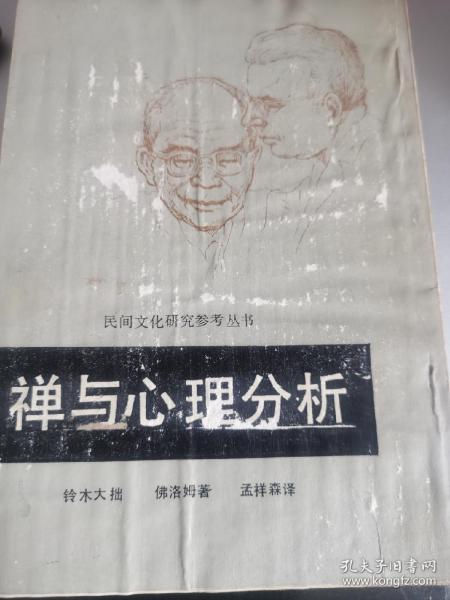 民间文化研究参考丛书
禅与心理分析
铃木大拙 佛洛姆著 孟祥森译
孔夫子旧书网
www.kongfz.com